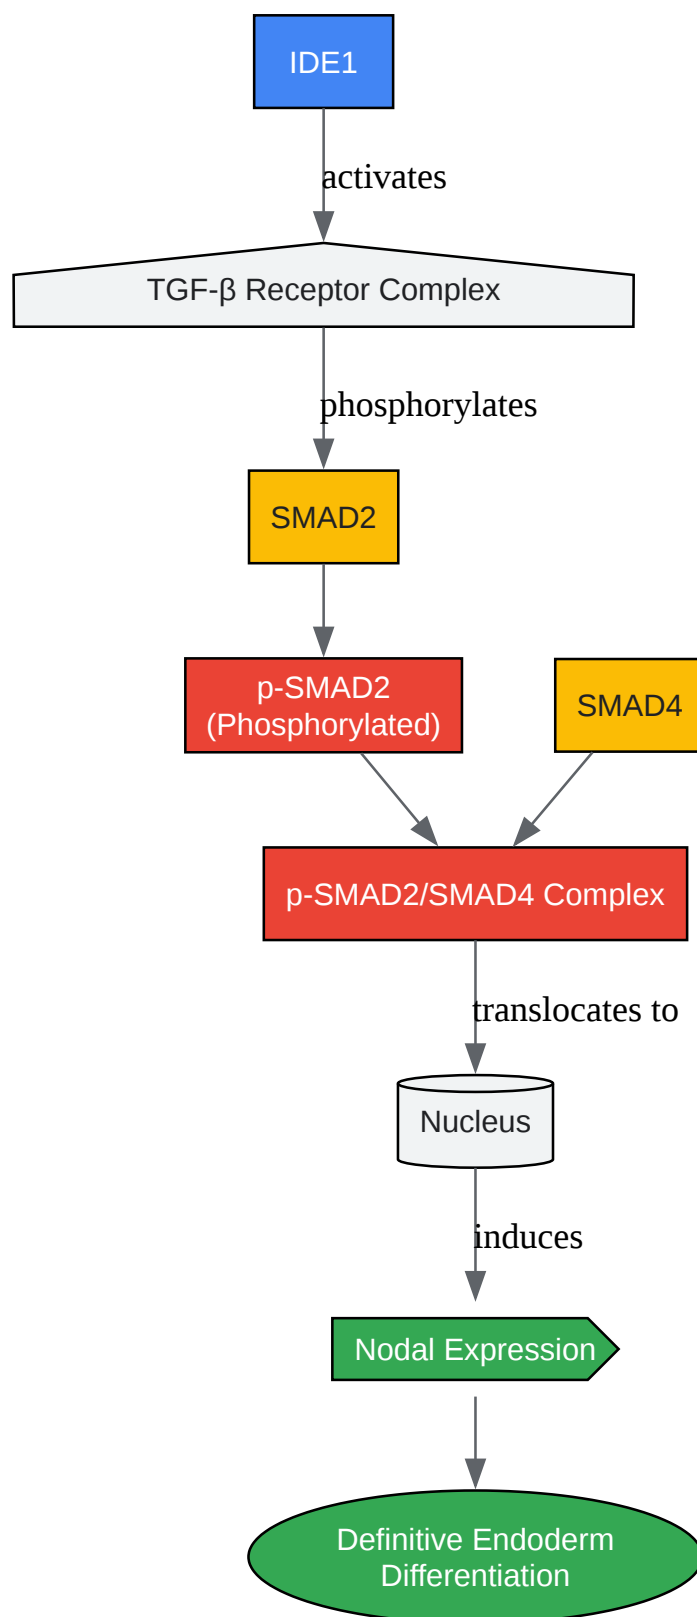 IDE1
activates
TGF-β Receptor Complex
phosphorylates
SMAD2
p-SMAD2
(Phosphorylated)
SMAD4
p-SMAD2/SMAD4 Complex
translocates to
Nucleus
induces
Nodal Expression
Definitive Endoderm
Differentiation